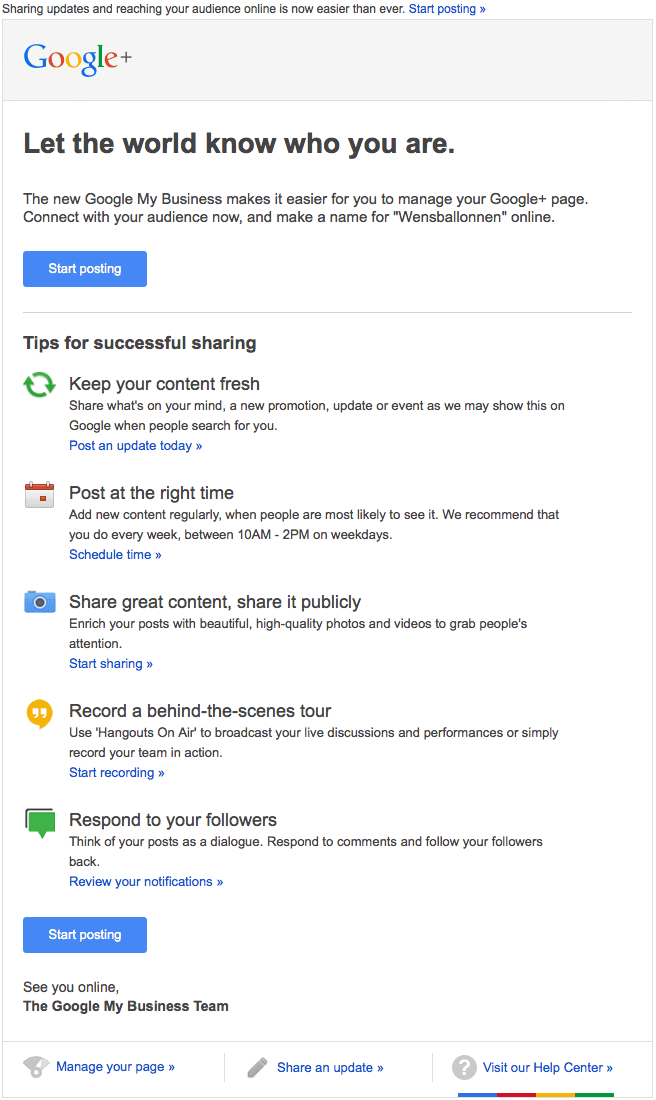 Sharing updates and reaching your audience online is now easier than ever. Start posting »
Google+
Let the world know who you are.
The new Google My Business makes it easier for you to manage your Google+ page.
Connect with your audience now, and make a name for "Wensballonnen" online.
Start posting
Tips for successful sharing
Keep your content fresh
Share what's on your mind, a new promotion, update or event as we may show this on
Google when people search for you.
Post an update today »
Post at the right time
Add new content regularly, when people are most likely to see it. We recommend that
you do every week, between 10AM - 2PM on weekdays.
Schedule time »
Share great content, share it publicly
Enrich your posts with beautiful, high-quality photos and videos to grab people's
attention.
Start sharing »
Record a behind-the-scenes tour
Use 'Hangouts On Air' to broadcast your live discussions and performances or simply
record your team in action.
Start recording »
Respond to your followers
Think of your posts as a dialogue. Respond to comments and follow your followers
back.
Review your notifications »
Start posting
See you online,
The Google My Business Team
Manage your page »
Share an update »
Visit our Help Center »